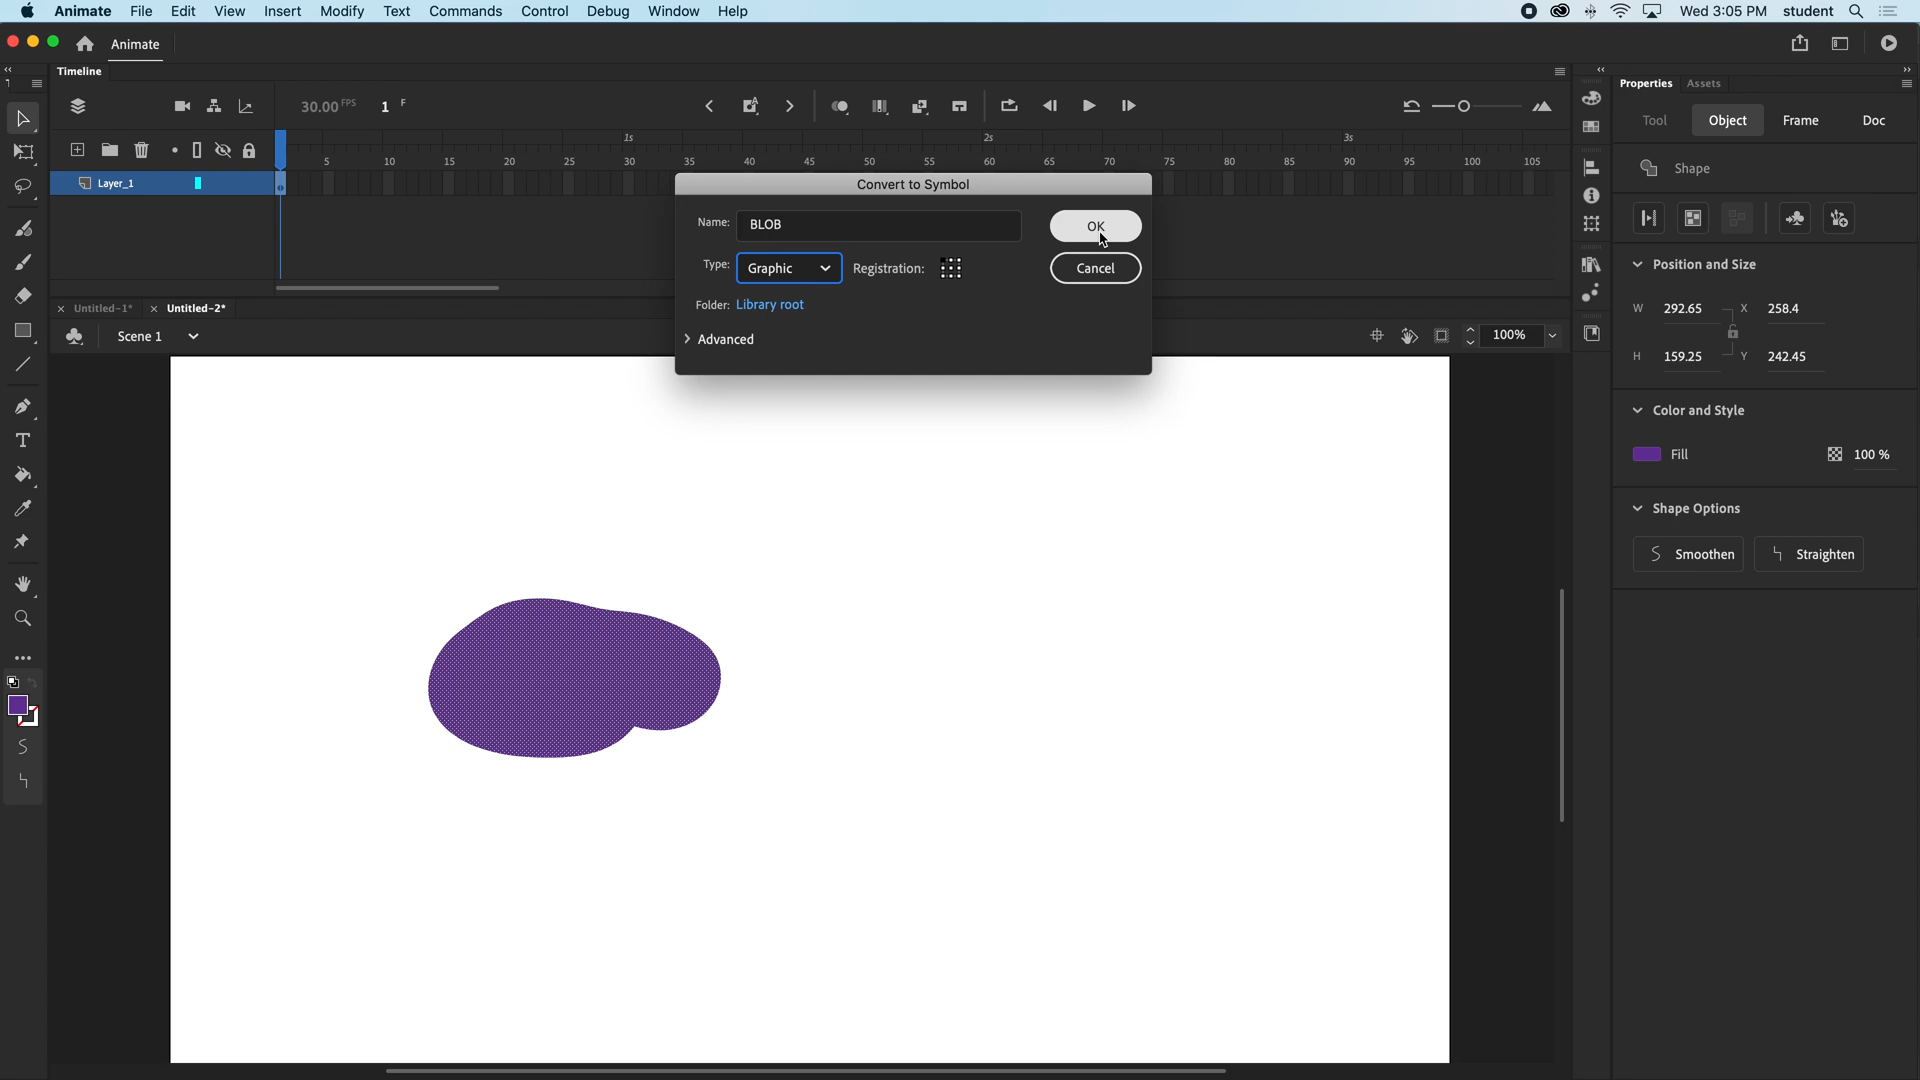 Animate File Edit View Insert Modify Text Commands Control Debug Window Help Wed 3:05 PM student
Animate
Timeline
Properties Assets
30.00 FPS 1 F
Tool Object Frame Doc
1s 2s 3s
5 10 15 20 25 30 35 40 45 50 55 60 65 70 75 80 85 90 95 100 105
Layer_1
Convert to Symbol
Shape
Name: BLOB OK
Type: Graphic Registration: Cancel
Folder: Library root
Advanced
Untitled-1* Untitled-2*
Scene 1 100%
Position and Size
W 292.65 X 258.4
H 159.25 Y 242.45
Color and Style
Fill 100 %
Shape Options
Smoothen Straighten